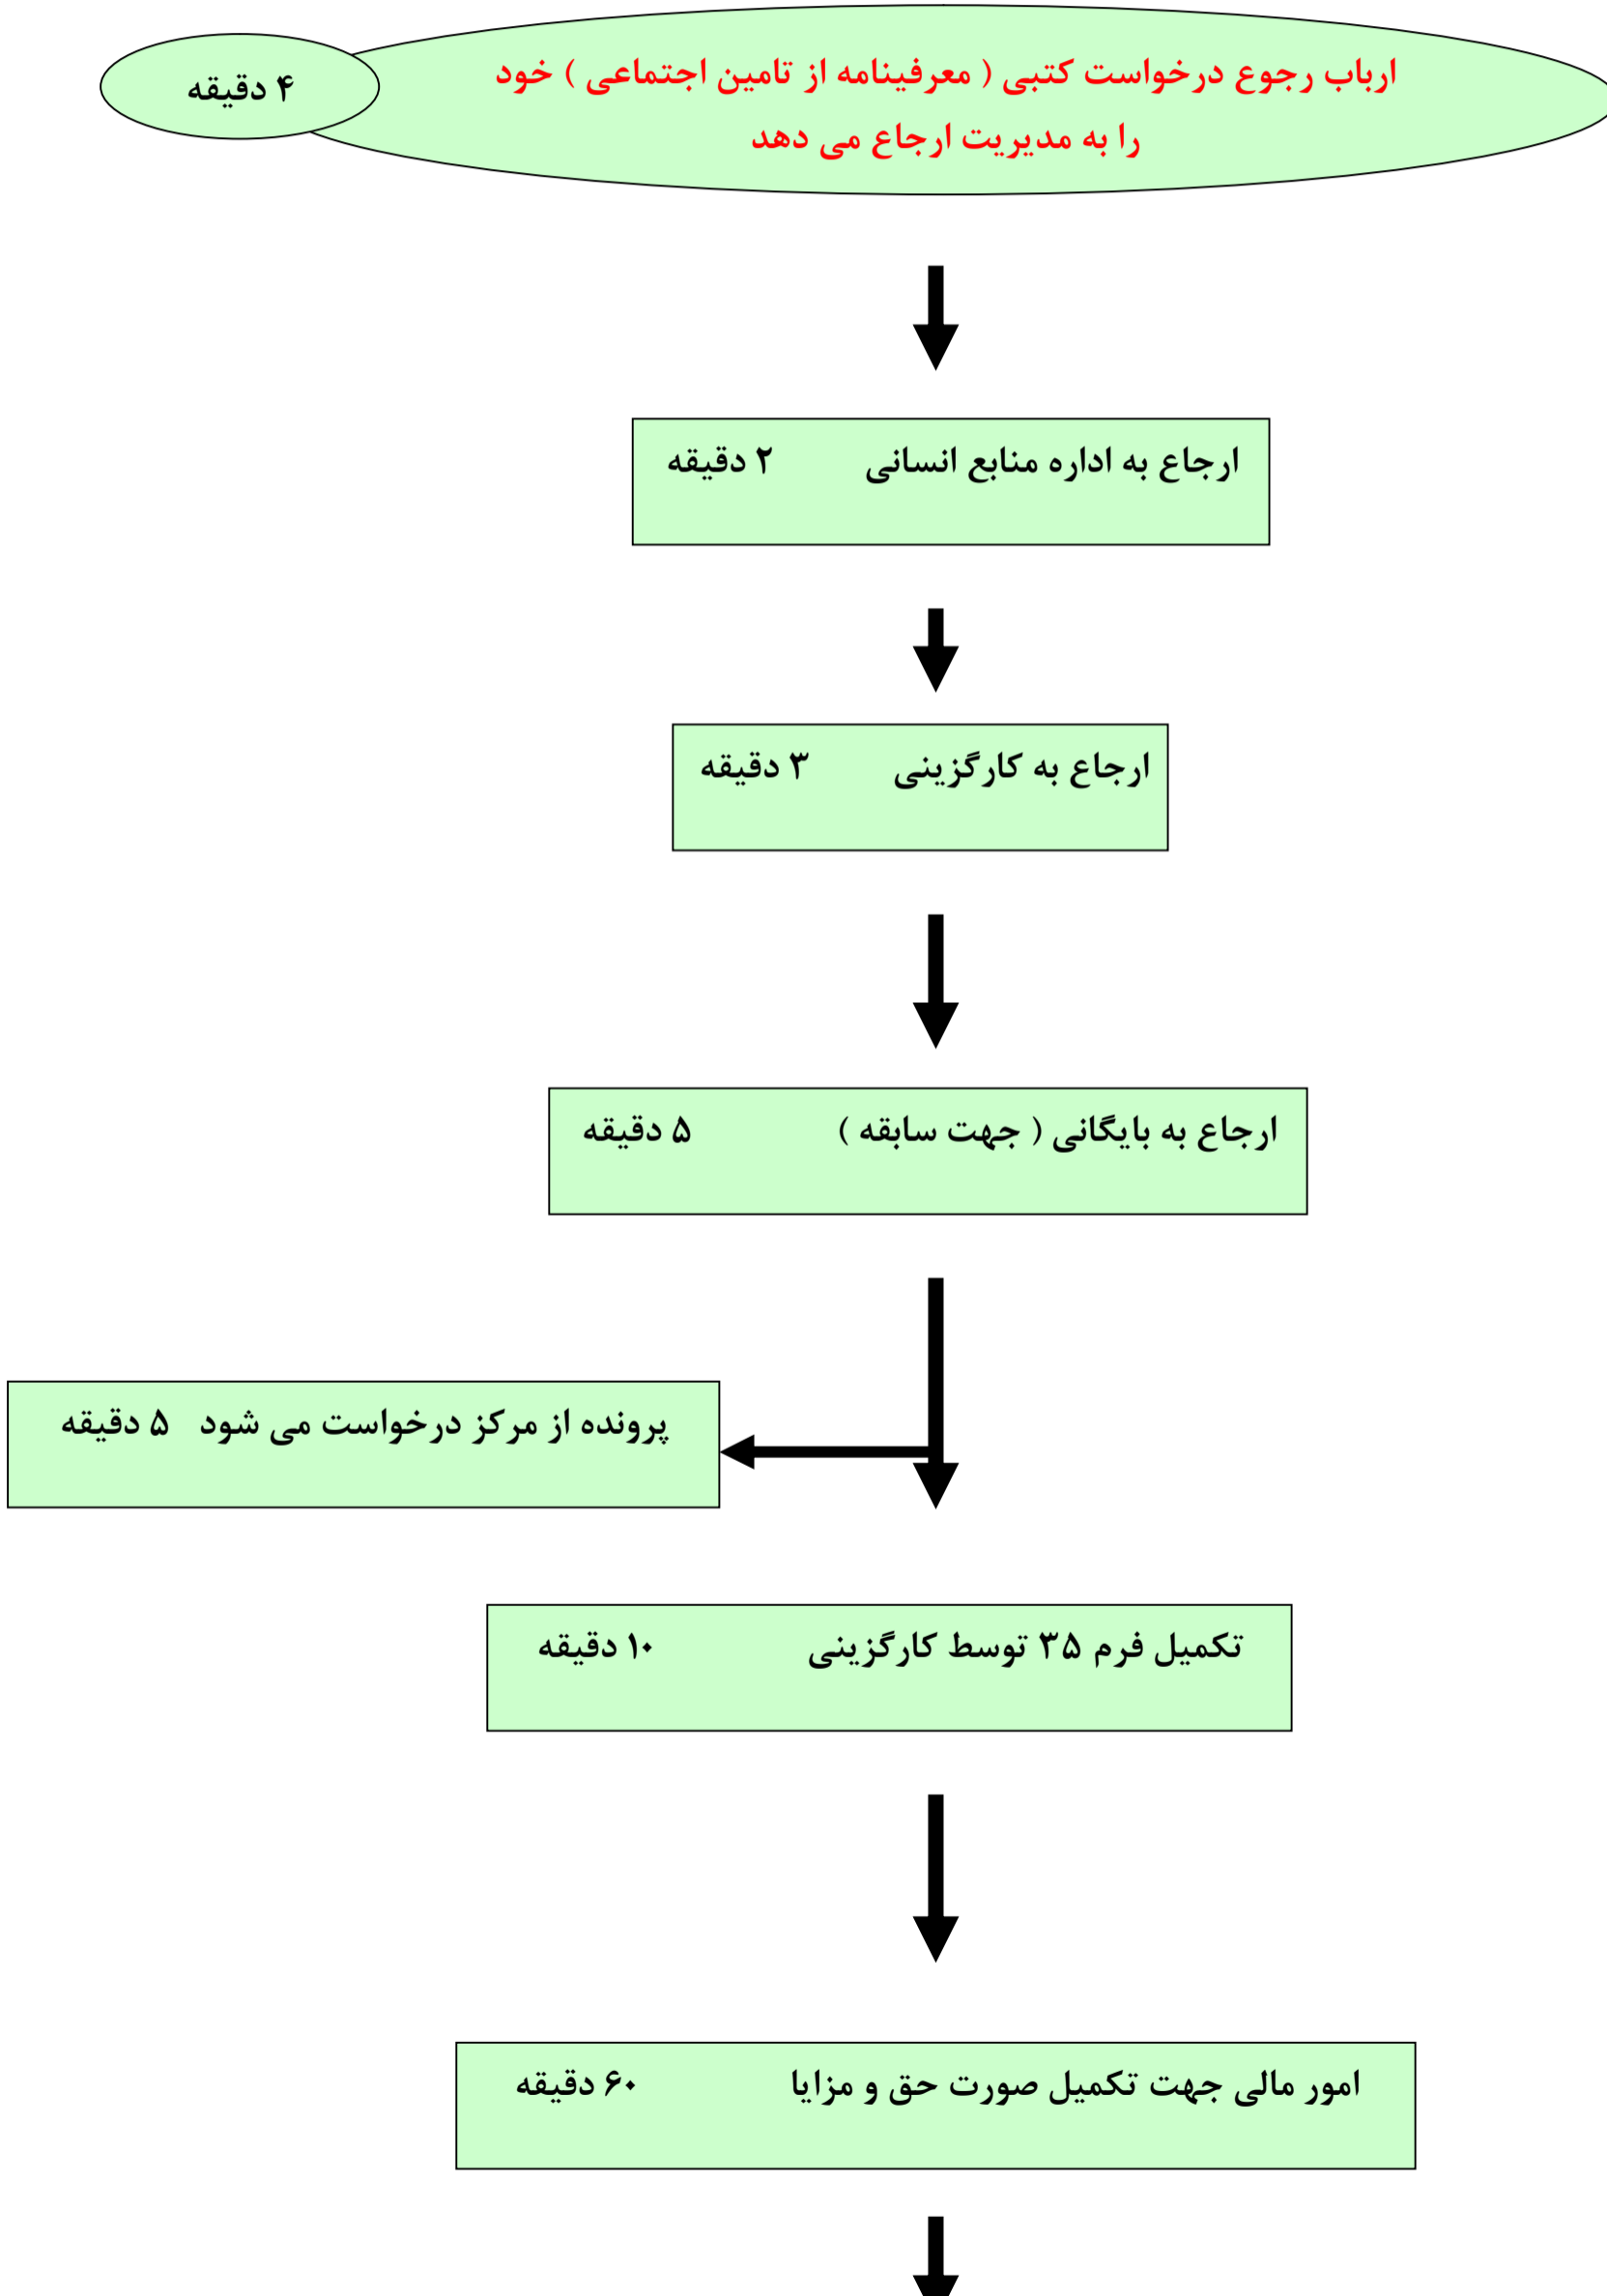 ارباب رجوع درخواست کتبی ( معرفینامه از تامین اجتماعی ) خود
را به مدیریت ارجاع می دهد
۴ دقیقه
ارجاع به اداره منابع انسانی ۲ دقیقه
ارجاع به کارگزینی ۳ دقیقه
ارجاع به بایگانی ( جهت سابقه ) ۵ دقیقه
پرونده از مرکز درخواست می شود ۵ دقیقه
تکمیل فرم ۳۵ توسط کارگزینی ۱۰ دقیقه
امور مالی جهت تکمیل صورت حق و مزایا ۶۰ دقیقه